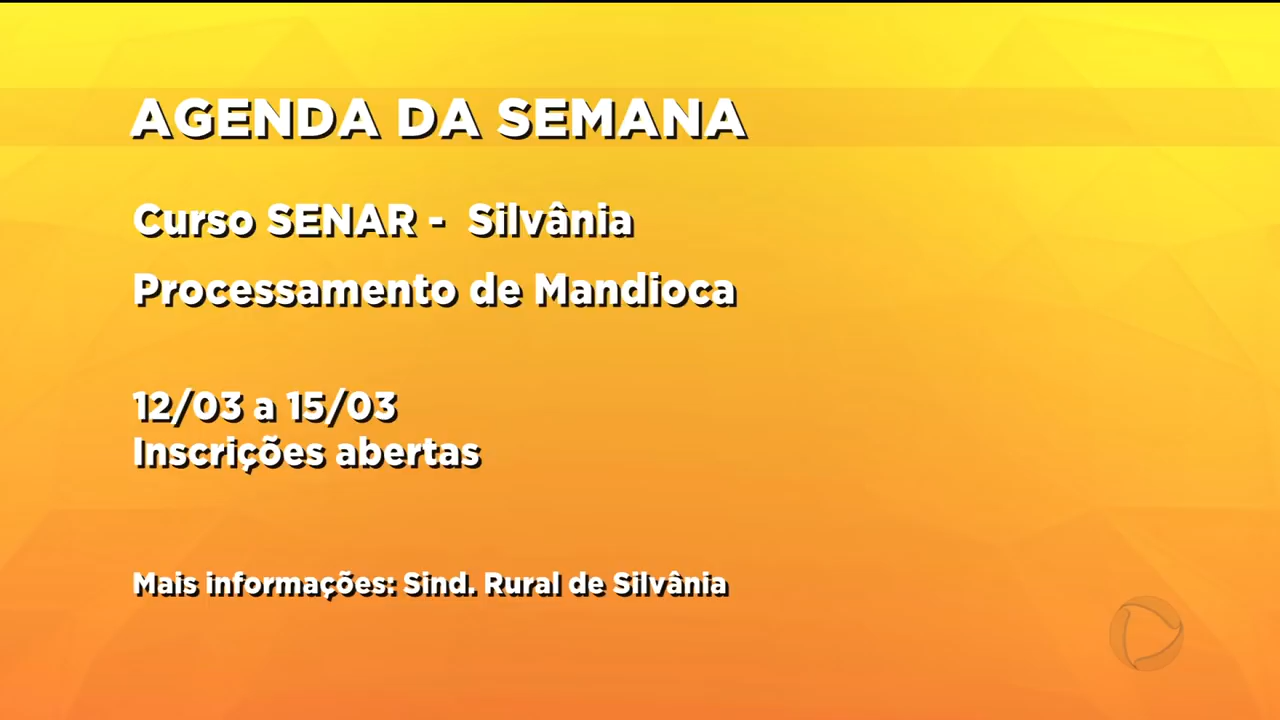 AGENDA DA SEMANA
Curso SENAR - Silvânia
Processamento de Mandioca
12/03 a 15/03
Inscrições abertas
Mais informações: Sind. Rural de Silvânia